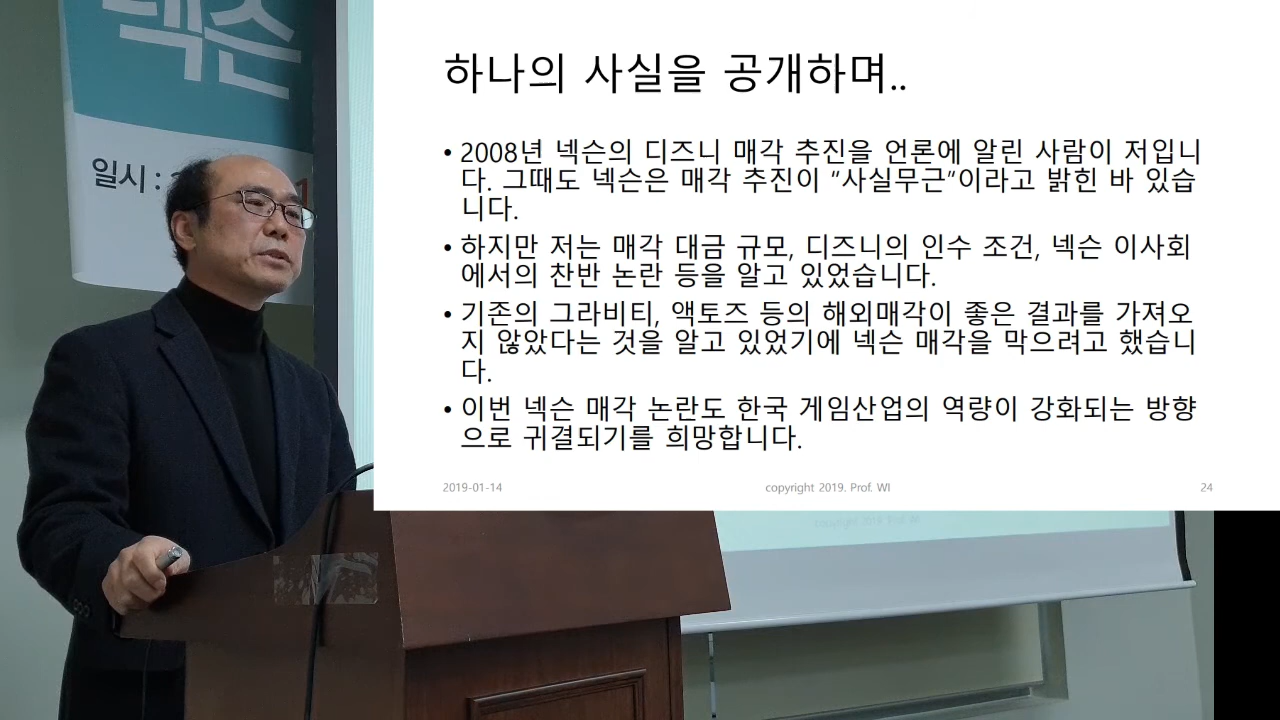 넥슨
일시 :
하나의 사실을 공개하며..
• 2008년 넥슨의 디즈니 매각 추진을 언론에 알린 사람이 저입니
다. 그때도 넥슨은 매각 추진이 “사실무근”이라고 밝힌 바 있습
니다.
• 하지만 저는 매각 대금 규모, 디즈니의 인수 조건, 넥슨 이사회
에서의 찬반 논란 등을 알고 있었습니다.
• 기존의 그라비티, 액토즈 등의 해외매각이 좋은 결과를 가져오
지 않았다는 것을 알고 있었기에 넥슨 매각을 막으려고 했습니
다.
• 이번 넥슨 매각 논란도 한국 게임산업의 역량이 강화되는 방향
으로 귀결되기를 희망합니다.
2019-01-14 copyright 2019. Prof. WI 24
copyright 2019. Prof. WI